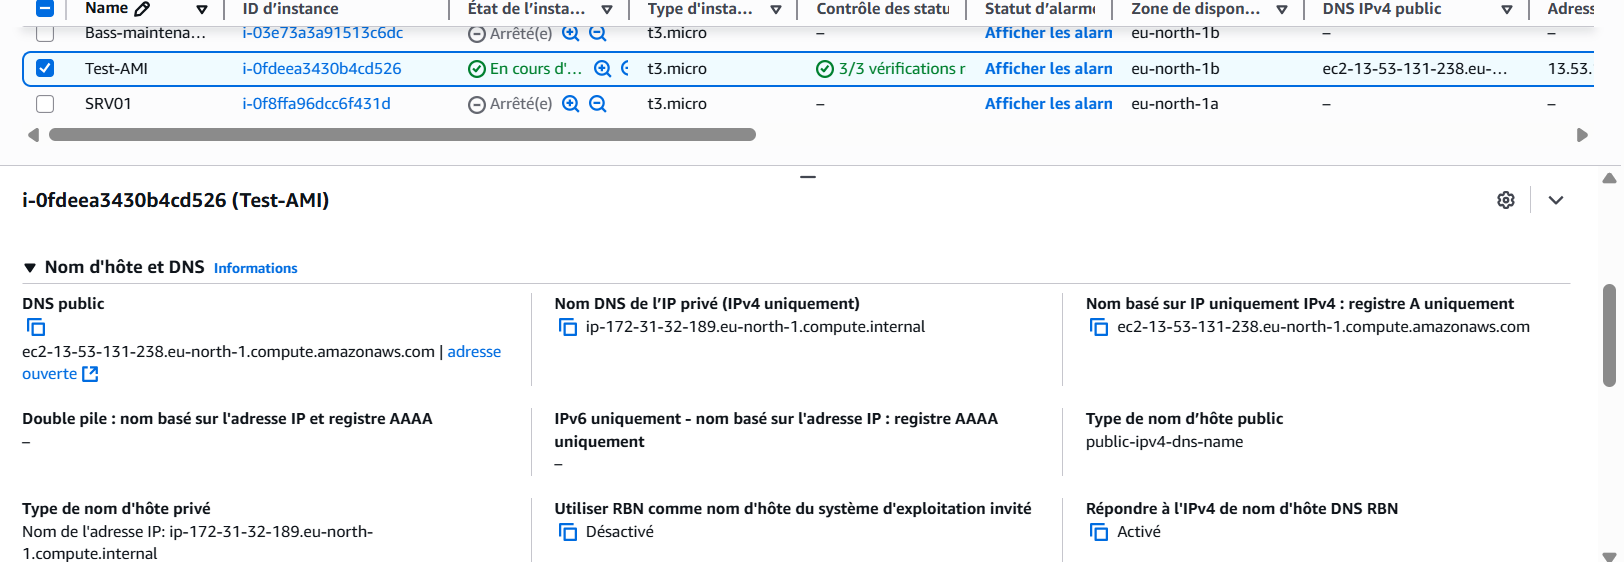 Name ID d'instance État de l'insta... Type d'insta... Contrôle des statu Statut d'alarme Zone de dispon... DNS IPv4 public Adress
Bass-maintena... i-03e73a3a91513c6dc Arrêté(e) t3.micro – Afficher les alarn eu-north-1b – –
Test-AMI i-0fdeea3430b4cd526 En cours d'... t3.micro 3/3 vérifications r Afficher les alarn eu-north-1b ec2-13-53-131-238.eu-... 13.53.
SRV01 i-0f8ffa96dcc6f431d Arrêté(e) t3.micro – Afficher les alarn eu-north-1a – –
i-0fdeea3430b4cd526 (Test-AMI)
Nom d'hôte et DNS Informations
DNS public
ec2-13-53-131-238.eu-north-1.compute.amazonaws.com | adresse
ouverte
Nom DNS de l'IP privé (IPv4 uniquement)
ip-172-31-32-189.eu-north-1.compute.internal
Nom basé sur IP uniquement IPv4 : registre A uniquement
ec2-13-53-131-238.eu-north-1.compute.amazonaws.com
Double pile : nom basé sur l'adresse IP et registre AAAA
–
IPv6 uniquement - nom basé sur l'adresse IP : registre AAAA
uniquement
–
Type de nom d'hôte public
public-ipv4-dns-name
Type de nom d'hôte privé
Nom de l'adresse IP: ip-172-31-32-189.eu-north-
1.compute.internal
Utiliser RBN comme nom d'hôte du système d'exploitation invité
Désactivé
Répondre à l'IPv4 de nom d'hôte DNS RBN
Activé